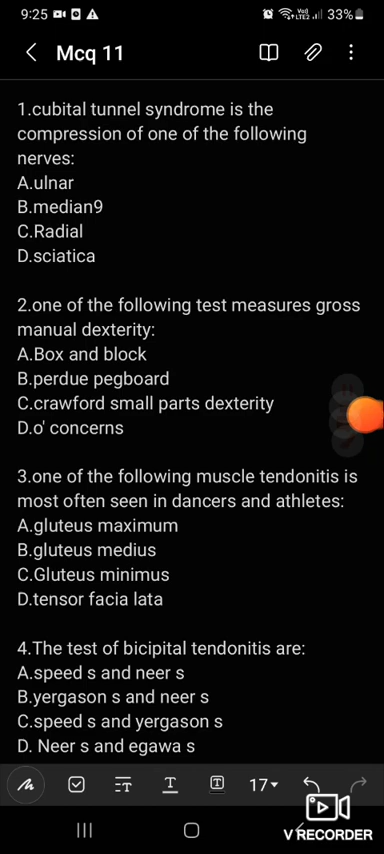 9:25 Vo) LTE2 33%
Mcq 11
1.cubital tunnel syndrome is the
compression of one of the following
nerves:
A.ulnar
B.median9
C.Radial
D.sciatica
2.one of the following test measures gross
manual dexterity:
A.Box and block
B.perdue pegboard
C.crawford small parts dexterity
D.o' concerns
3.one of the following muscle tendonitis is
most often seen in dancers and athletes:
A.gluteus maximum
B.gluteus medius
C.Gluteus minimus
D.tensor facia lata
4.The test of bicipital tendonitis are:
A.speed s and neer s
B.yergason s and neer s
C.speed s and yergason s
D. Neer s and egawa s
17
V RECORDER